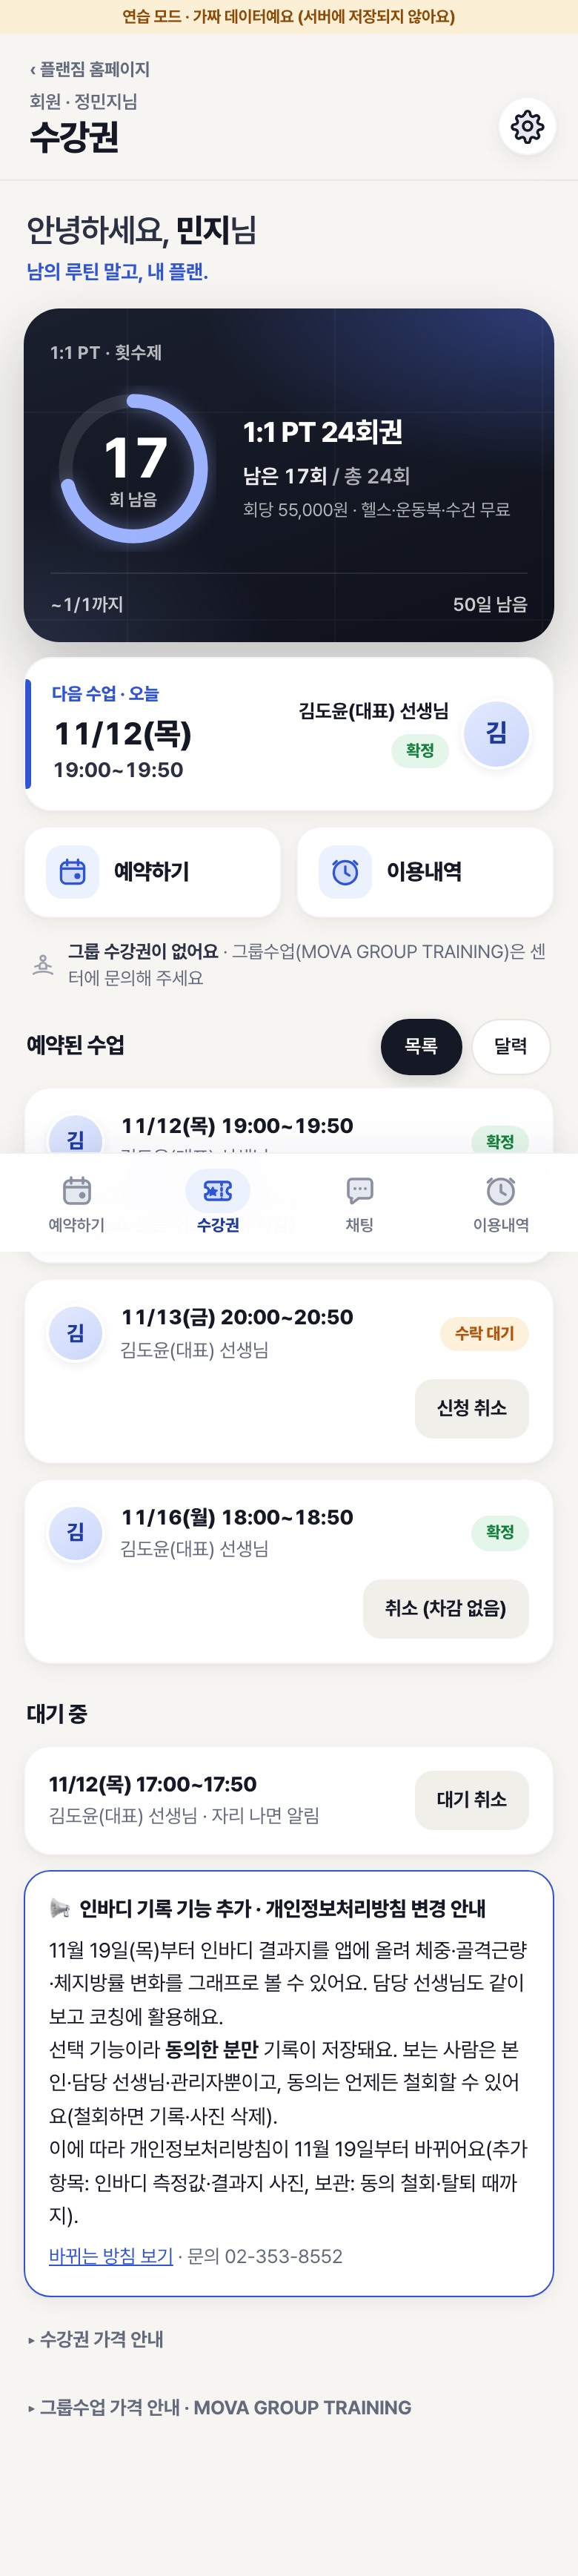 연습 모드 · 가짜 데이터예요 (서버에 저장되지 않아요)
‹ 플랜짐 홈페이지
회원 · 정민지님
수강권
안녕하세요, 민지님
남의 루틴 말고, 내 플랜.
1:1 PT · 횟수제
17
회 남음
1:1 PT 24회권
남은 17회 / 총 24회
회당 55,000원 · 헬스·운동복·수건 무료
~1/1까지
50일 남음
다음 수업 · 오늘
11/12(목)
19:00~19:50
김도윤(대표) 선생님
확정
김
예약하기
이용내역
그룹 수강권이 없어요 · 그룹수업(MOVA GROUP TRAINING)은 센
터에 문의해 주세요
예약된 수업
목록
달력
김
11/12(목) 19:00~19:50
확정
예약하기
수강권
채팅
이용내역
김
11/13(금) 20:00~20:50
김도윤(대표) 선생님
수락 대기
신청 취소
김
11/16(월) 18:00~18:50
김도윤(대표) 선생님
확정
취소 (차감 없음)
대기 중
11/12(목) 17:00~17:50
김도윤(대표) 선생님 · 자리 나면 알림
대기 취소
인바디 기록 기능 추가 · 개인정보처리방침 변경 안내
11월 19일(목)부터 인바디 결과지를 앱에 올려 체중·골격근량
·체지방률 변화를 그래프로 볼 수 있어요. 담당 선생님도 같이
보고 코칭에 활용해요.
선택 기능이라 동의한 분만 기록이 저장돼요. 보는 사람은 본
인·담당 선생님·관리자뿐이고, 동의는 언제든 철회할 수 있어
요(철회하면 기록·사진 삭제).
이에 따라 개인정보처리방침이 11월 19일부터 바뀌어요(추가
항목: 인바디 측정값·결과지 사진, 보관: 동의 철회·탈퇴 때까
지).
바뀌는 방침 보기 · 문의 02-353-8552
▸ 수강권 가격 안내
▸ 그룹수업 가격 안내 · MOVA GROUP TRAINING